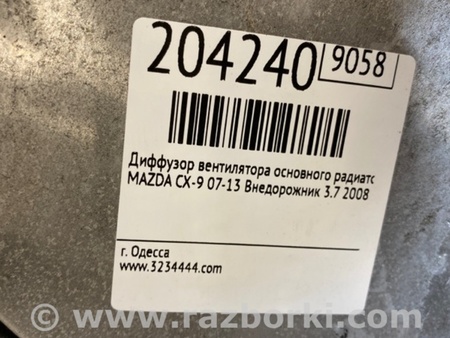 204240 9058
Диффузор вентилятора основного радиатс
MAZDA CX-9 07-13 Внедорожник 3.7 2008
г. Одесса
www.3234444.com
© www.razborki.com